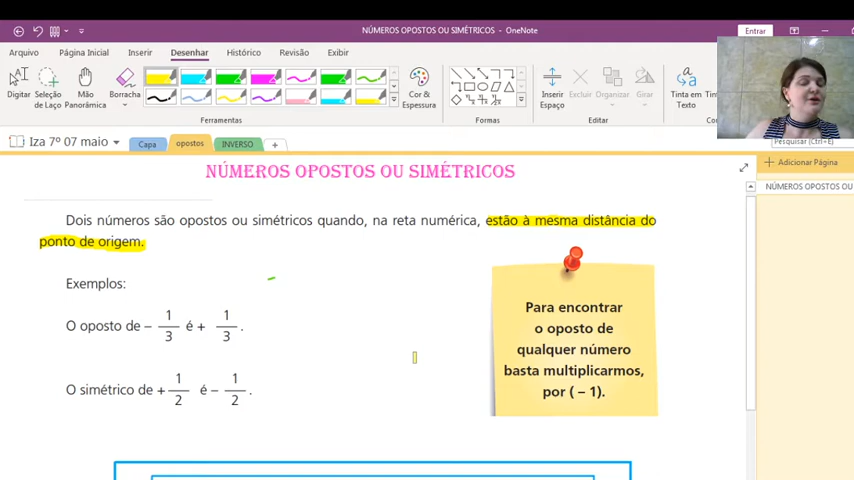 NÚMEROS OPOSTOS OU SIMÉTRICOS - OneNote
Entrar
Arquivo Página Inicial Inserir Desenhar Histórico Revisão Exibir
Digitar
Seleção de Laço
Mão Panorâmica
Borracha
Cor & Espessura
Inserir Espaço
Excluir
Organizar
Girar
Tinta em Texto
Ferramentas
Formas
Editar
Iza 7º 07 maio
Capa
opostos
INVERSO
Pesquisar (Ctrl+E)
Adicionar Página
NÚMEROS OPOSTOS OU
NÚMEROS OPOSTOS OU SIMÉTRICOS
Dois números são opostos ou simétricos quando, na reta numérica, estão à mesma distância do
ponto de origem.
Exemplos:
O oposto de – 1/3 é + 1/3.
O simétrico de + 1/2 é – 1/2.
Para encontrar
o oposto de
qualquer número
basta multiplicarmos,
por ( – 1).